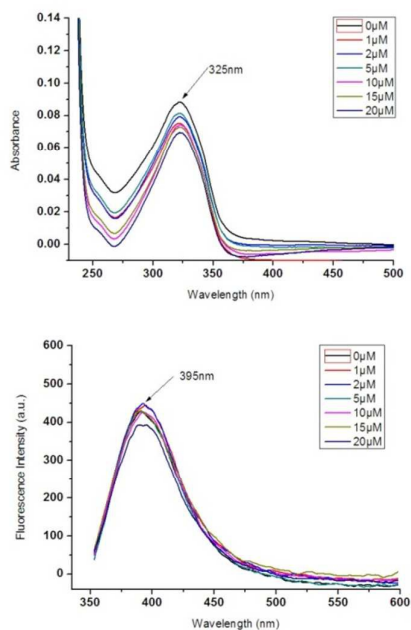 0.14
0.12
0.10
0.08
0.06
0.04
0.02
0.00
Absorbance
325nm
0µM
1µM
2µM
5µM
10µM
15µM
20µM
250 300 350 400 450 500
Wavelength (nm)
600
500
400
300
200
100
0
Fluorescence Intensity (a.u.)
395nm
0µM
1µM
2µM
5µM
10µM
15µM
20µM
350 400 450 500 550 600
Wavelength (nm)